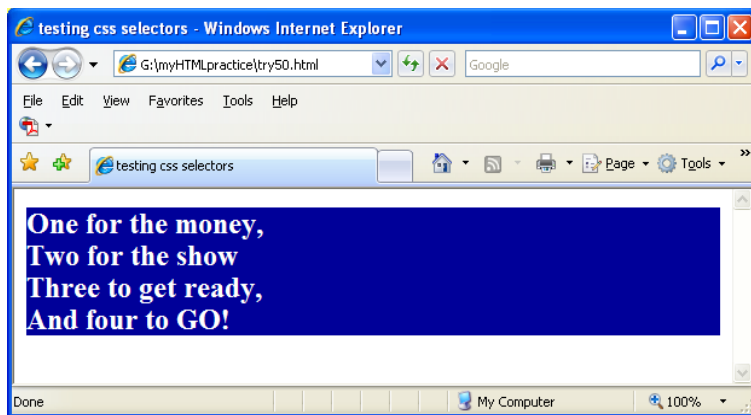 testing css selectors - Windows Internet Explorer
G:\myHTMLpractice\try50.html
Google
File Edit View Favorites Tools Help
testing css selectors
Page Tools »
One for the money,
Two for the show
Three to get ready,
And four to GO!
Done
My Computer
100%